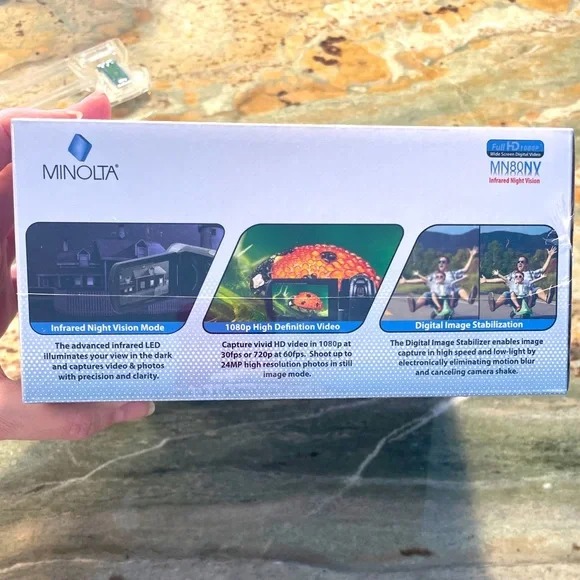 MINOLTA®
Full HD 1080P
Wide Screen Digital Video
MN80NV
Infrared Night Vision
Infrared Night Vision Mode
The advanced infrared LED
illuminates your view in the dark
and captures video & photos
with precision and clarity.
1080p High Definition Video
Capture vivid HD video in 1080p at
30fps or 720p at 60fps. Shoot up to
24MP high resolution photos in still
image mode.
Digital Image Stabilization
The Digital Image Stabilizer enables image
capture in high speed and low-light by
electronically eliminating motion blur
and canceling camera shake.